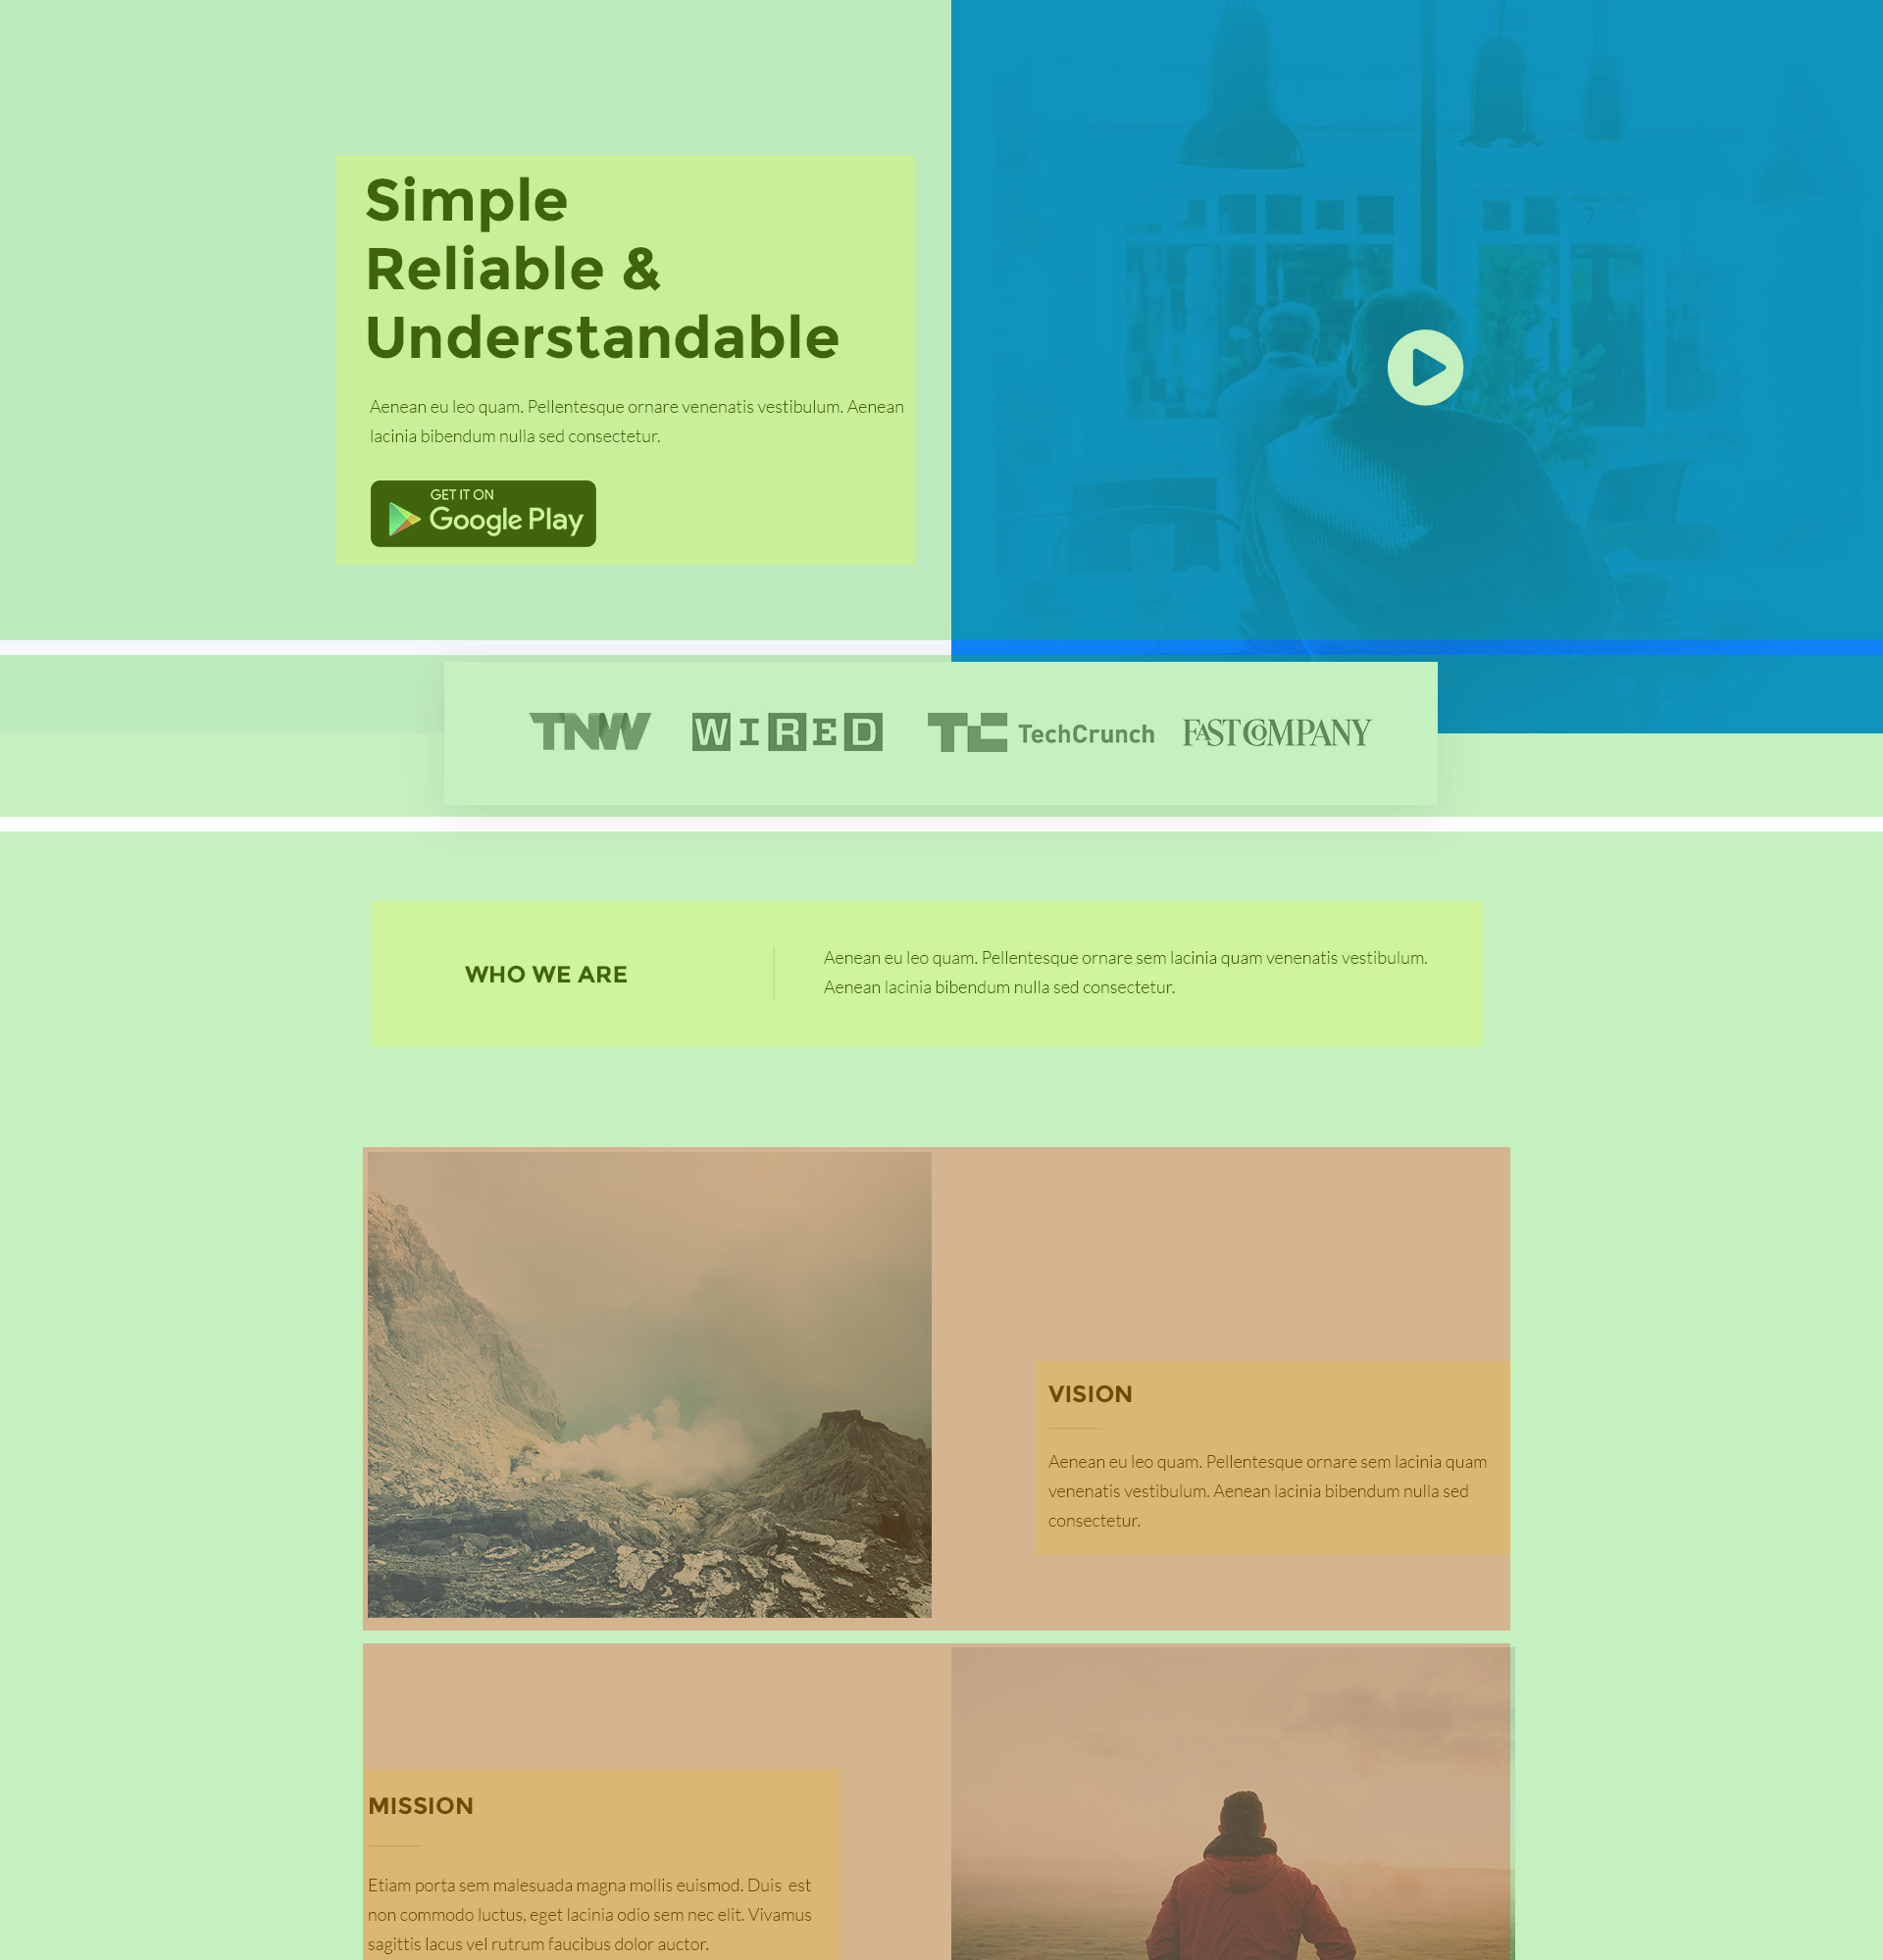 Simple
Reliable &
Understandable
Aenean eu leo quam. Pellentesque ornare venenatis vestibulum. Aenean
lacinia bibendum nulla sed consectetur.
GET IT ON
Google Play
TNW WIRED TC TechCrunch FAST COMPANY
WHO WE ARE
Aenean eu leo quam. Pellentesque ornare sem lacinia quam venenatis vestibulum.
Aenean lacinia bibendum nulla sed consectetur.
VISION
Aenean eu leo quam. Pellentesque ornare sem lacinia quam
venenatis vestibulum. Aenean lacinia bibendum nulla sed
consectetur.
MISSION
Etiam porta sem malesuada magna mollis euismod. Duis est
non commodo luctus, eget lacinia odio sem nec elit. Vivamus
sagittis lacus vel rutrum faucibus dolor auctor.